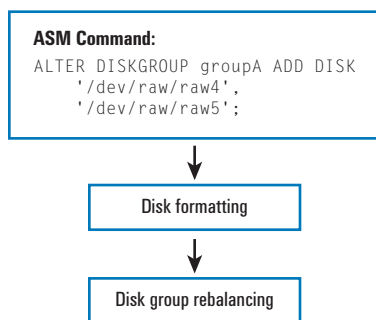 ASM Command:
ALTER DISKGROUP groupA ADD DISK
'/dev/raw/raw4',
'/dev/raw/raw5';
Disk formatting
Disk group rebalancing